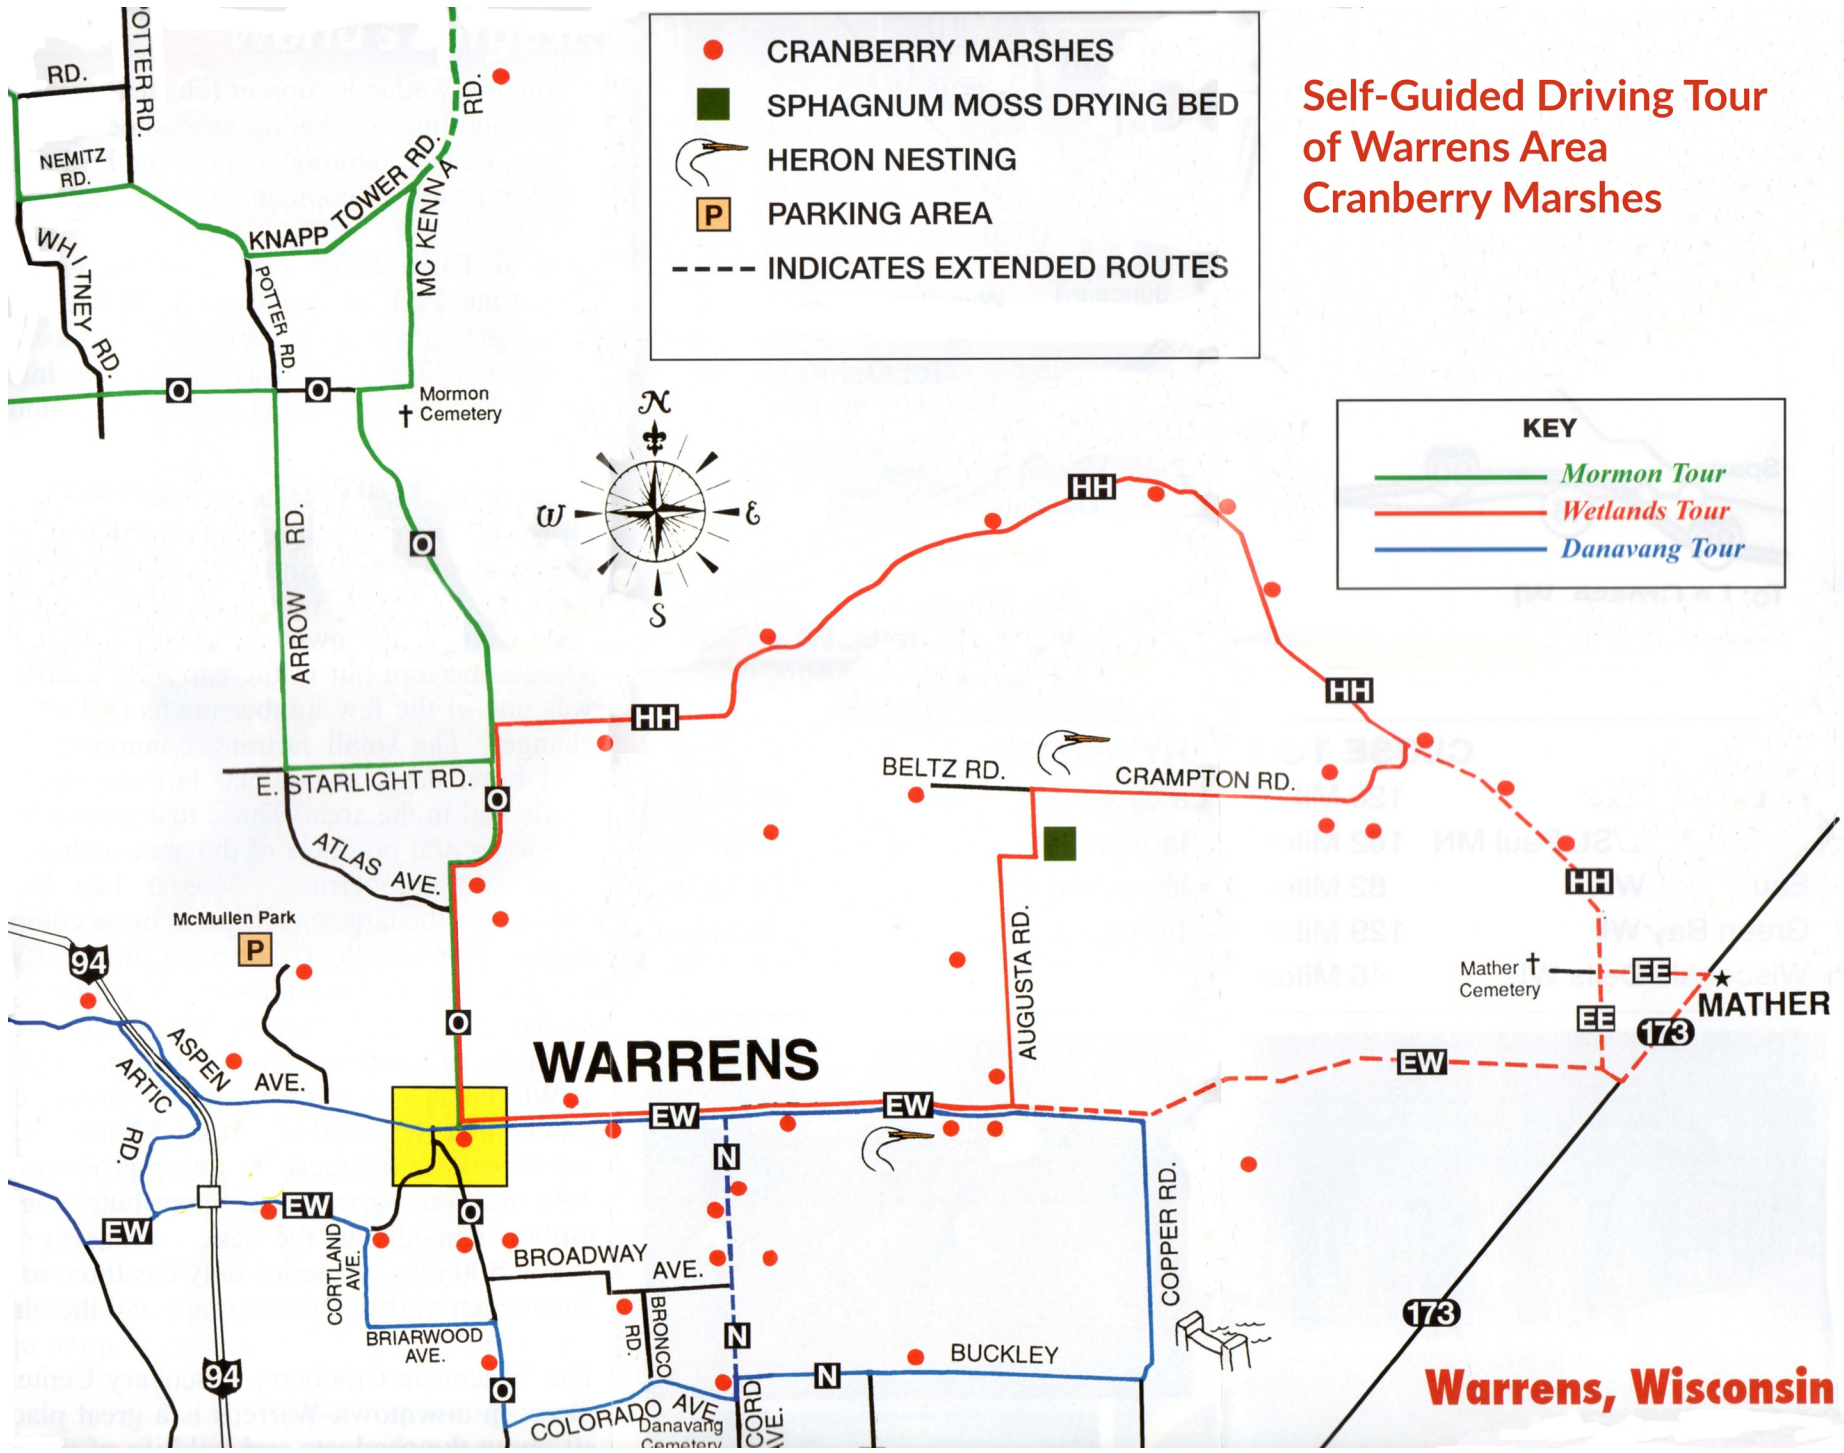 CRANBERRY MARSHES
SPHAGNUM MOSS DRYING BED
HERON NESTING
P PARKING AREA
INDICATES EXTENDED ROUTES
Self-Guided Driving Tour
of Warrens Area
Cranberry Marshes
KEY
Mormon Tour
Wetlands Tour
Danavang Tour
RD.
OTTER RD.
RD.
NEMITZ
RD.
KNAPP TOWER RD.
MC KENNA
WHITNEY RD.
POTTER RD.
O
O
Mormon
Cemetery
N
W
E
S
ARROW RD.
O
HH
HH
HH
E. STARLIGHT RD.
O
BELTZ RD.
CRAMPTON RD.
ATLAS AVE.
HH
McMullen Park
P
94
AUGUSTA RD.
Mather
Cemetery
EE
MATHER
EE
173
O
ASPEN AVE.
ARTIC RD.
WARRENS
EW
EW
EW
N
EW
EW
O
COPPER RD.
CORTLAND
AVE.
BROADWAY AVE.
BRONCO
RD.
N
BRIARWOOD
AVE.
173
BUCKLEY
N
94
O
COLORADO AVE
CORD
AVE.
Danavang
Cemetery
Warrens, Wisconsin